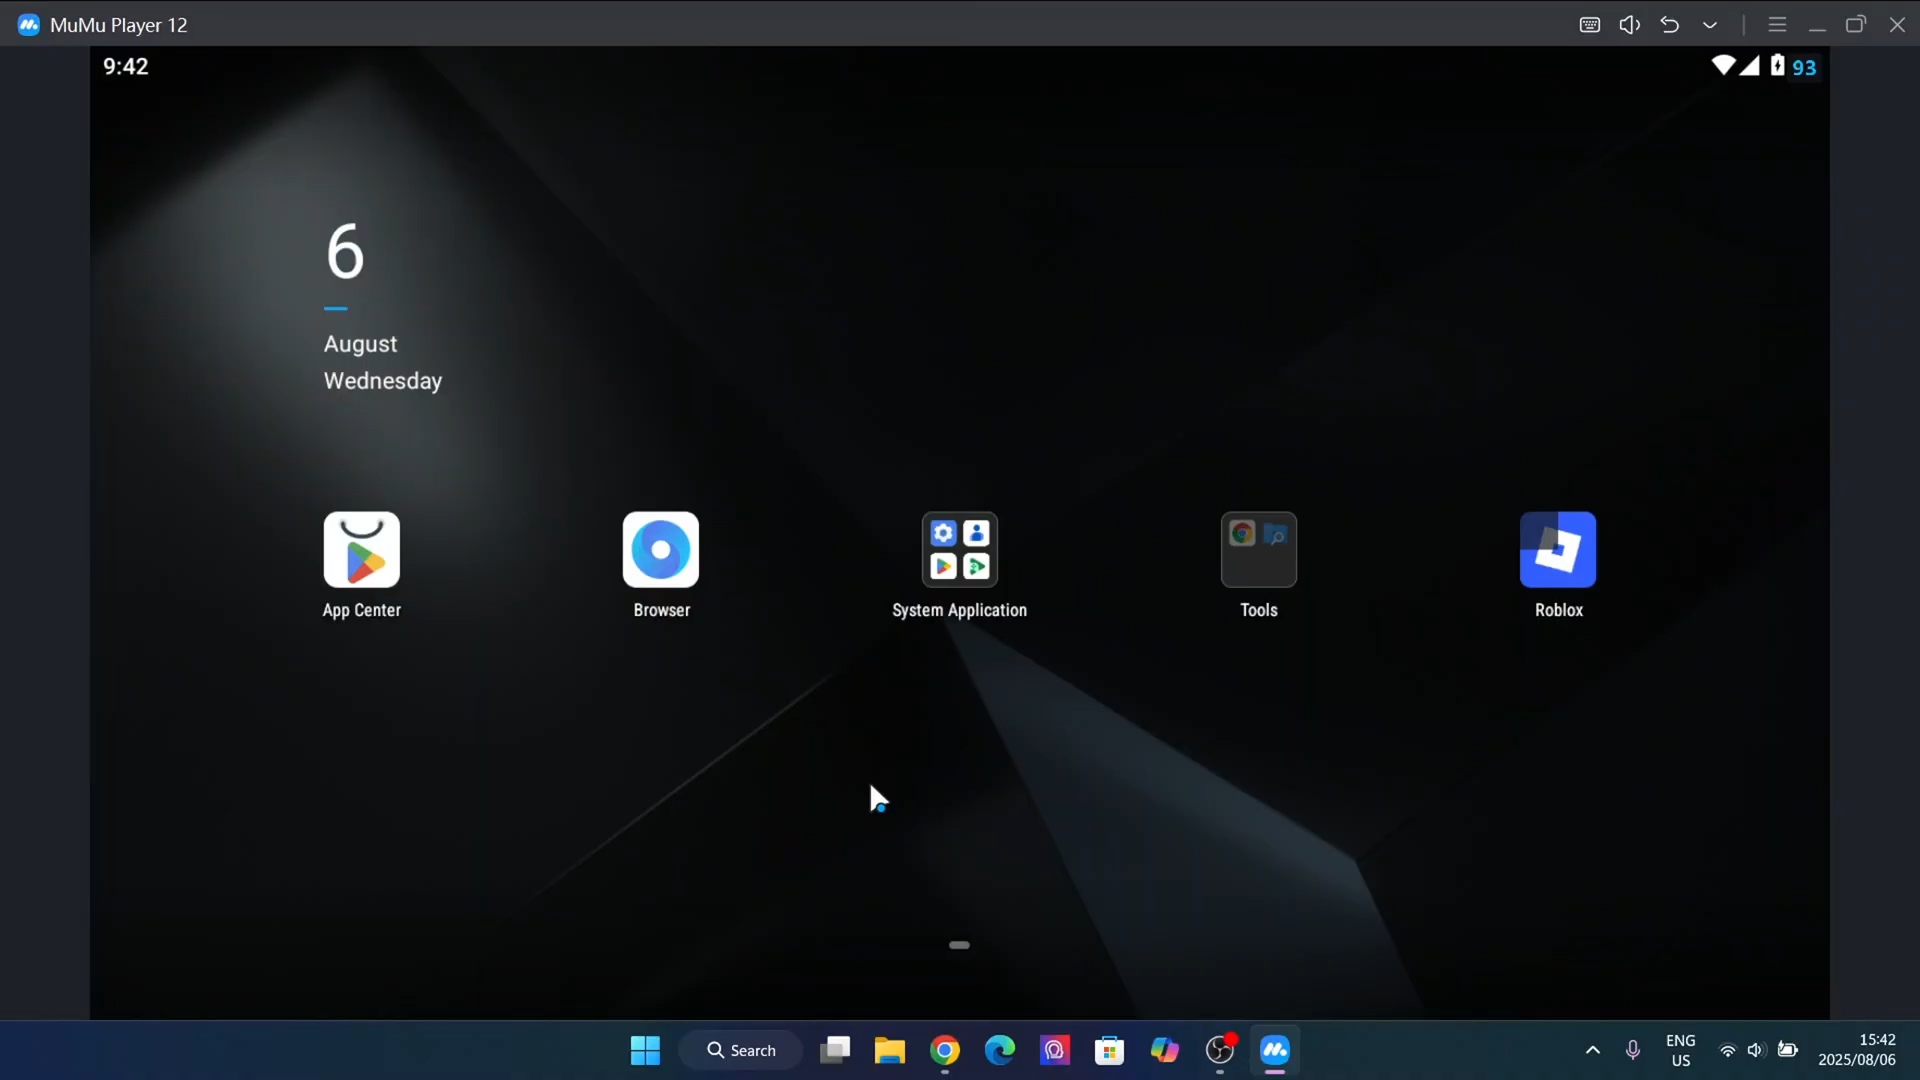 MuMu Player 12
9:42
93
6
August
Wednesday
App Center
Browser
System Application
Tools
Roblox
Search
ENG
US
15:42
2025/08/06